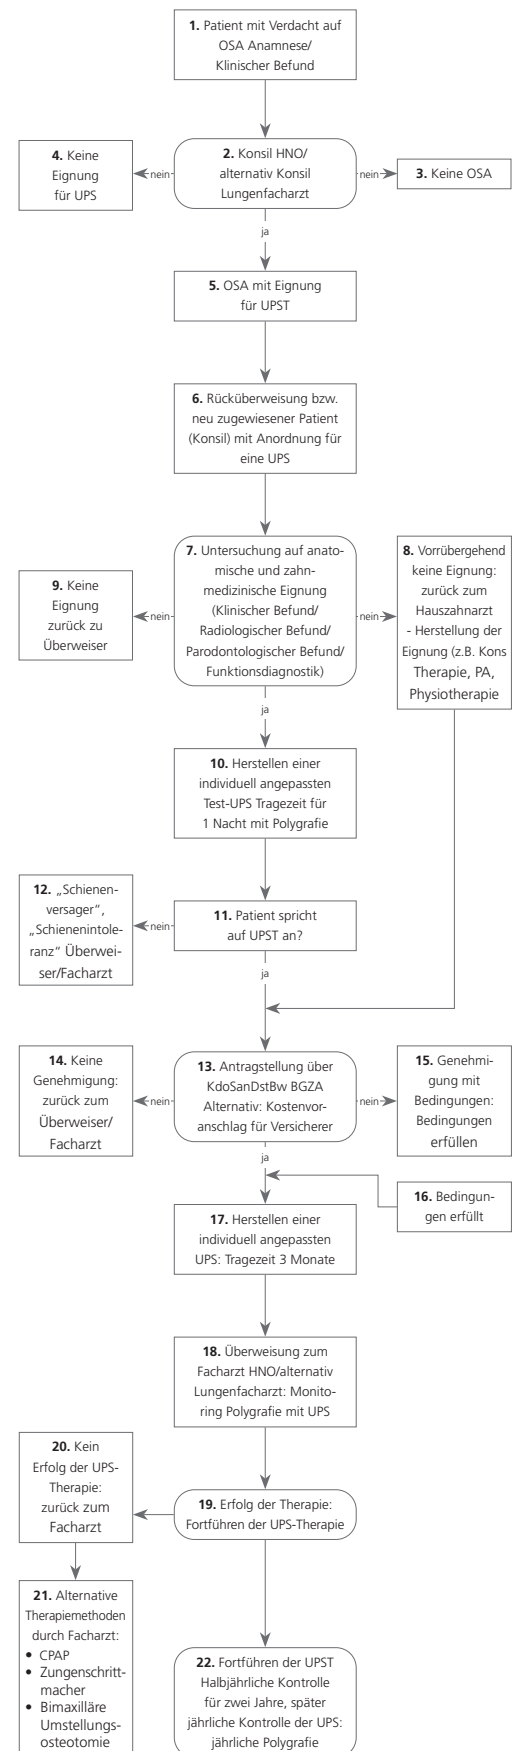 1. Patient mit Verdacht auf
OSA Anamnese/
Klinischer Befund
2. Konsil HNO/
alternativ Konsil
Lungenfacharzt
nein
nein
3. Keine OSA
4. Keine
Eignung
für UPS
ja
5. OSA mit Eignung
für UPST
6. Rücküberweisung bzw.
neu zugewiesener Patient
(Konsil) mit Anordnung für
eine UPS
7. Untersuchung auf anato-
mische und zahn-
medizinische Eignung
(Klinischer Befund/
Radiologischer Befund/
Parodontologischer Befund/
Funktionsdiagnostik)
nein
nein
8. Vorrübergehend
keine Eignung:
zurück zum
Hauszahnarzt
- Herstellung der
Eignung (z.B. Kons
Therapie, PA,
Physiotherapie
9. Keine
Eignung
zurück zu
Überweiser
ja
10. Herstellen einer
individuell angepassten
Test-UPS Tragezeit für
1 Nacht mit Polygrafie
11. Patient spricht
auf UPST an?
nein
12. „Schienen-
versager“,
„Schienenintole-
ranz“ Überwei-
ser/Facharzt
ja
13. Antragstellung über
KdoSanDstBw BGZA
Alternativ: Kostenvor-
anschlag für Versicherer
nein
nein
14. Keine
Genehmigung:
zurück zum
Überweiser/
Facharzt
15. Genehmi-
gung mit
Bedingungen:
Bedingungen
erfüllen
ja
16. Bedingun-
gen erfüllt
17. Herstellen einer
individuell angepassten
UPS: Tragezeit 3 Monate
18. Überweisung zum
Facharzt HNO/alternativ
Lungenfacharzt: Monito-
ring Polygrafie mit UPS
19. Erfolg der Therapie:
Fortführen der UPS-Therapie
20. Kein
Erfolg der UPS-
Therapie:
zurück zum
Facharzt
21. Alternative
Therapiemethoden
durch Facharzt:
• CPAP
• Zungenschritt-
macher
• Bimaxilläre
Umstellungs-
osteotomie
22. Fortführen der UPST
Halbjährliche Kontrolle
für zwei Jahre, später
jährliche Kontrolle der UPS:
jährliche Polygrafie